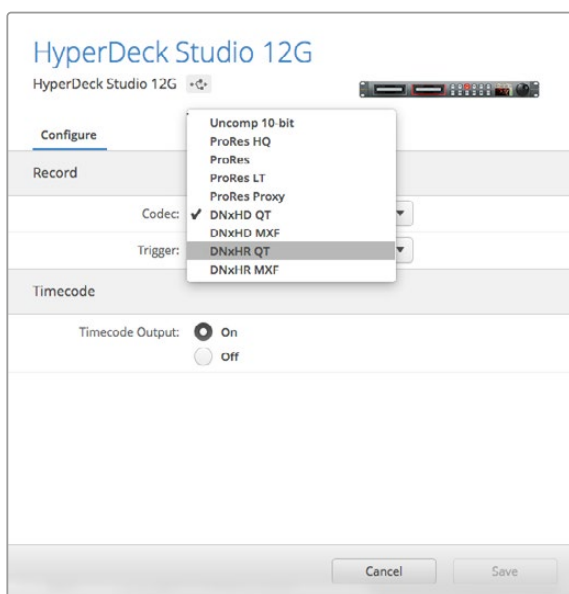 HyperDeck Studio 12G
HyperDeck Studio 12G
Configure
Record
Codec:
Uncomp 10-bit
ProRes HQ
ProRes
ProRes LT
ProRes Proxy
✓ DNxHD QT
DNxHD MXF
DNxHR QT
DNxHR MXF
Trigger:
Timecode
Timecode Output: On
Off
Cancel Save